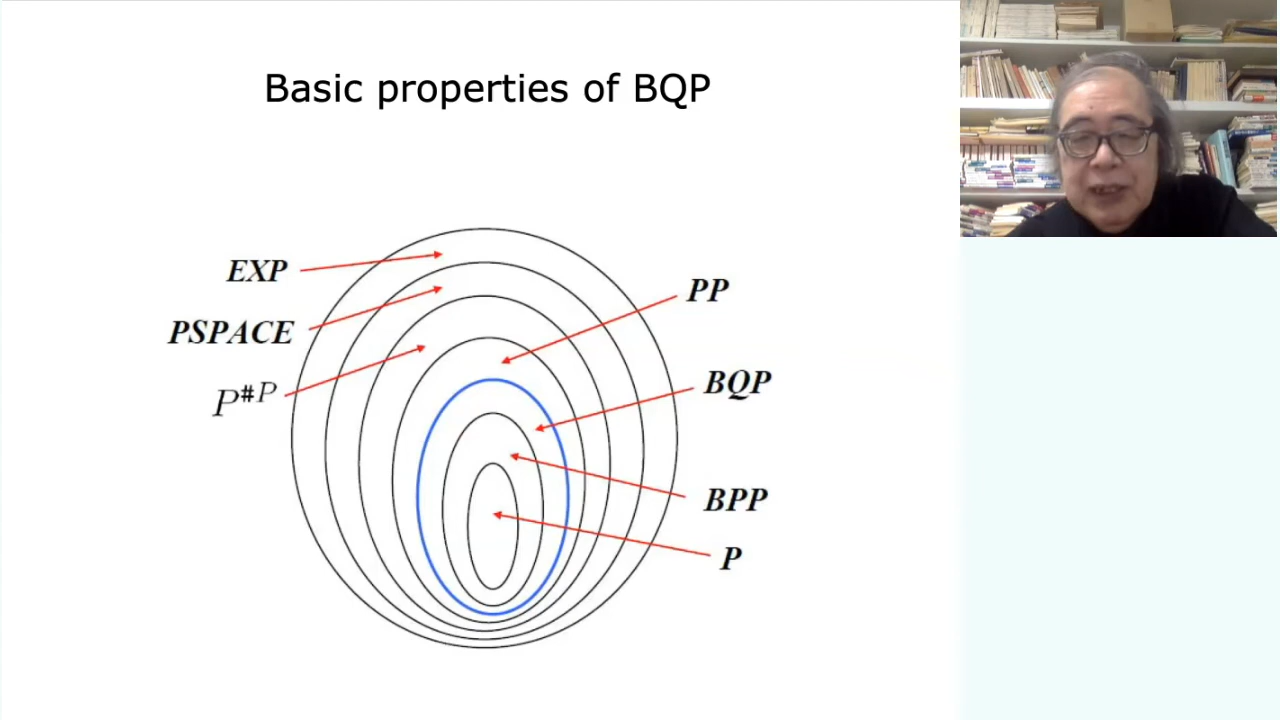 Basic properties of BQP
EXP
PSPACE
P#P
PP
BQP
BPP
P